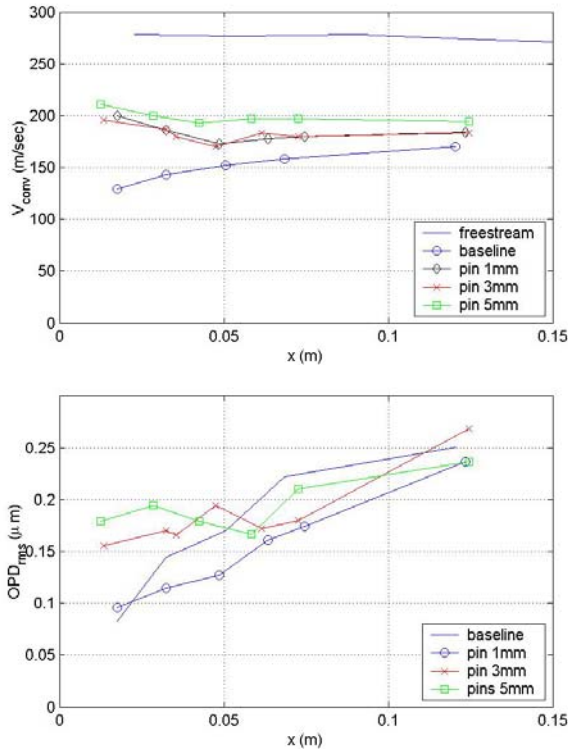 300
250
200
150
100
50
0
V_conv (m/sec)
freestream
baseline
pin 1mm
pin 3mm
pin 5mm
0 0.05 0.1 0.15
x (m)
0.25
0.2
0.15
0.1
0.05
0
OPD_rms (μ m)
baseline
pin 1mm
pin 3mm
pins 5mm
0 0.05 0.1 0.15
x (m)